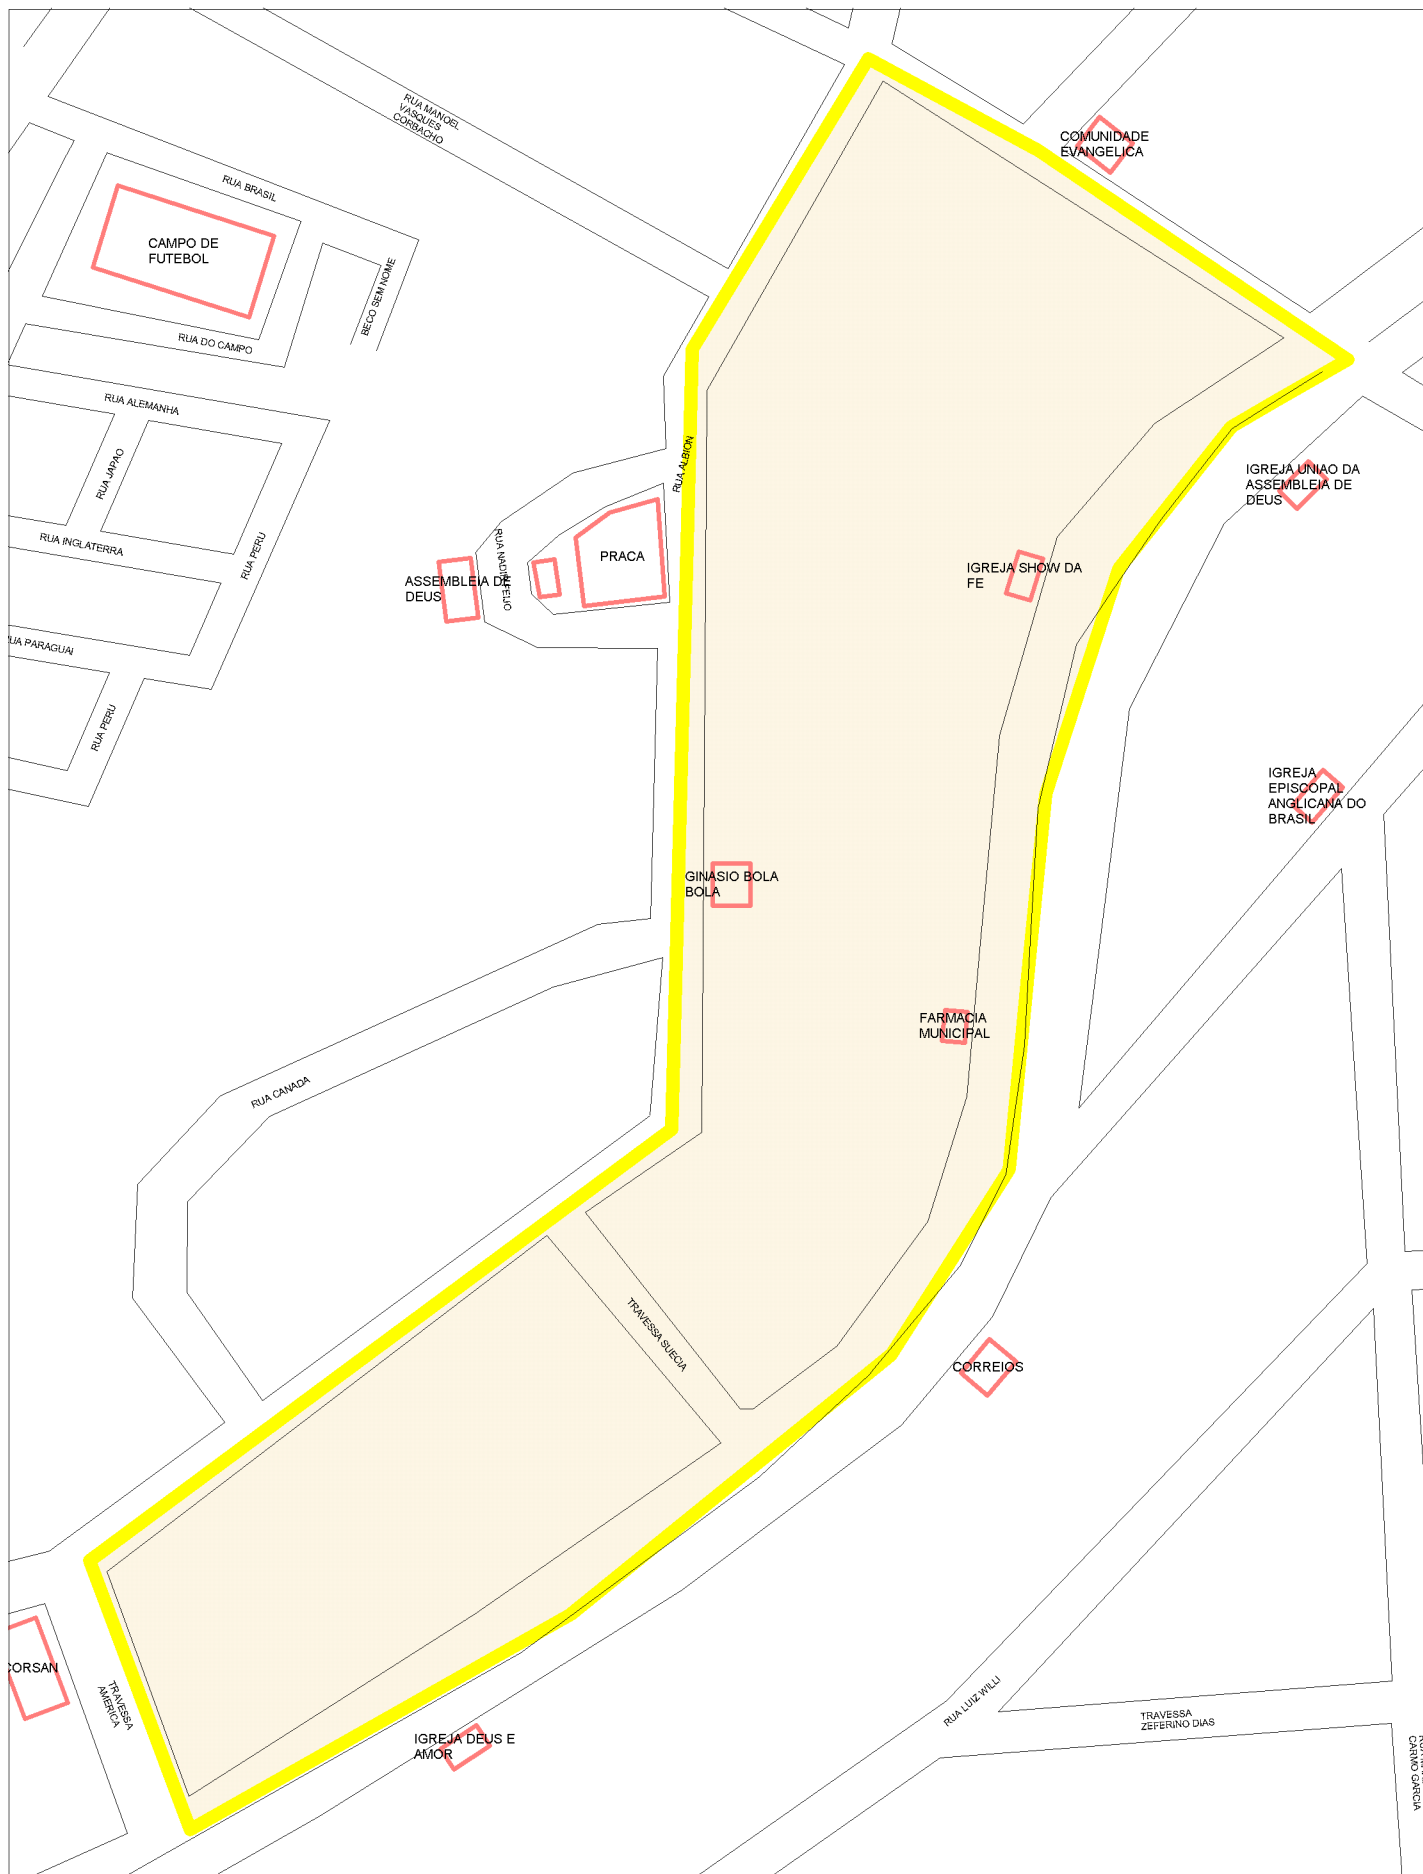 RUA MANOEL
VASQUES
CORBACHO
COMUNIDADE
EVANGELICA
RUA BRASIL
CAMPO DE
FUTEBOL
BECO SEM NOME
RUA DO CAMPO
RUA ALEMANHA
RUA JAPAO
RUA ALBION
IGREJA UNIAO DA
ASSEMBLEIA DE
DEUS
RUA INGLATERRA
RUA PERU
RUA NADIR FEIJO
PRACA
ASSEMBLEIA DE
DEUS
IGREJA SHOW DA
FE
RUA PARAGUAI
RUA PERU
IGREJA
EPISCOPAL
ANGLICANA DO
BRASIL
GINASIO BOLA
BOLA
FARMACIA
MUNICIPAL
RUA CANADA
TRAVESSA SUECIA
CORREIOS
CORSAN
TRAVESSA
AMERICA
RUA LUIZ WILLI
TRAVESSA
ZEFERINO DIAS
IGREJA DEUS E
AMOR
CARMO GARCIA